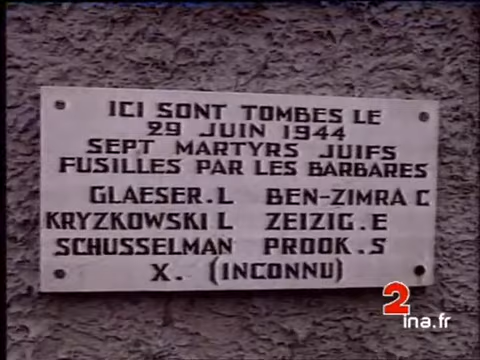 ICI SONT TOMBES LE
29 JUIN 1944
SEPT MARTYRS JUIFS
FUSILLES PAR LES BARBARES
GLAESER.L BEN-ZIMRA C
KRYZKOWSKI L ZEIZIG.E
SCHUSSELMAN PROOK.S
X. (INCONNU)
2
ina.fr